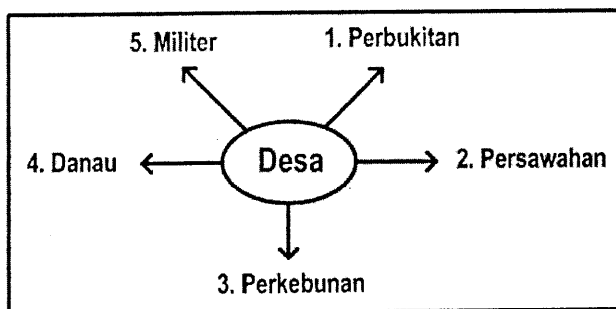 5. Militer
1. Perbukitan
4. Danau
Desa
2. Persawahan
3. Perkebunan